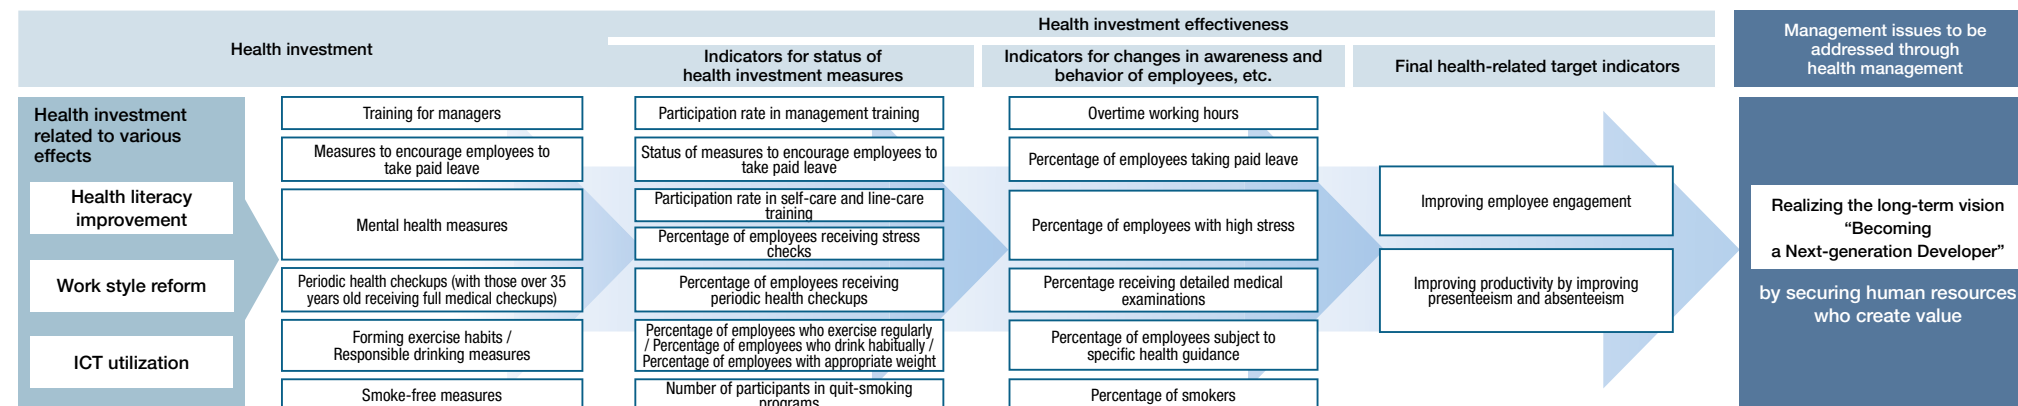 Health investment
Health investment effectiveness
Indicators for status of
health investment measures
Indicators for changes in awareness and
behavior of employees, etc.
Final health-related target indicators
Management issues to be
addressed through
health management
Health investment
related to various
effects
Health literacy
improvement
Work style reform
ICT utilization
Training for managers
Measures to encourage employees to
take paid leave
Mental health measures
Periodic health checkups (with those over 35
years old receiving full medical checkups)
Forming exercise habits /
Responsible drinking measures
Smoke-free measures
Participation rate in management training
Status of measures to encourage employees to
take paid leave
Participation rate in self-care and line-care
training
Percentage of employees receiving stress
checks
Percentage of employees receiving
periodic health checkups
Percentage of employees who exercise regularly
/ Percentage of employees who drink habitually /
Percentage of employees with appropriate weight
Number of participants in quit-smoking
programs
Overtime working hours
Percentage of employees taking paid leave
Percentage of employees with high stress
Percentage receiving detailed medical
examinations
Percentage of employees subject to
specific health guidance
Percentage of smokers
Improving employee engagement
Improving productivity by improving
presenteeism and absenteeism
Realizing the long-term vision
“Becoming
a Next-generation Developer”
by securing human resources
who create value